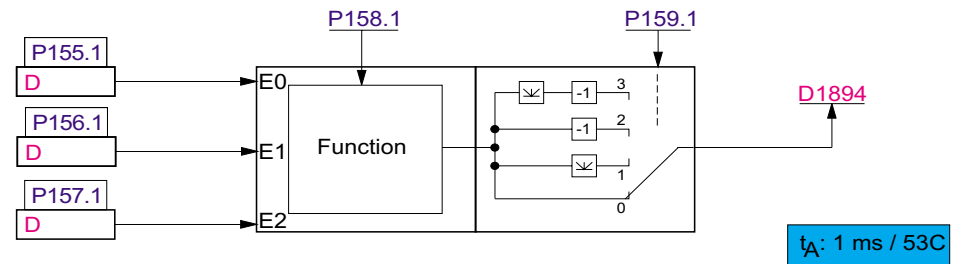 P158.1
P159.1
P155.1
D
E0
P156.1
D
E1
Function
P157.1
D
E2
3
-1
2
-1
1
0
D1894
tA: 1 ms / 53C